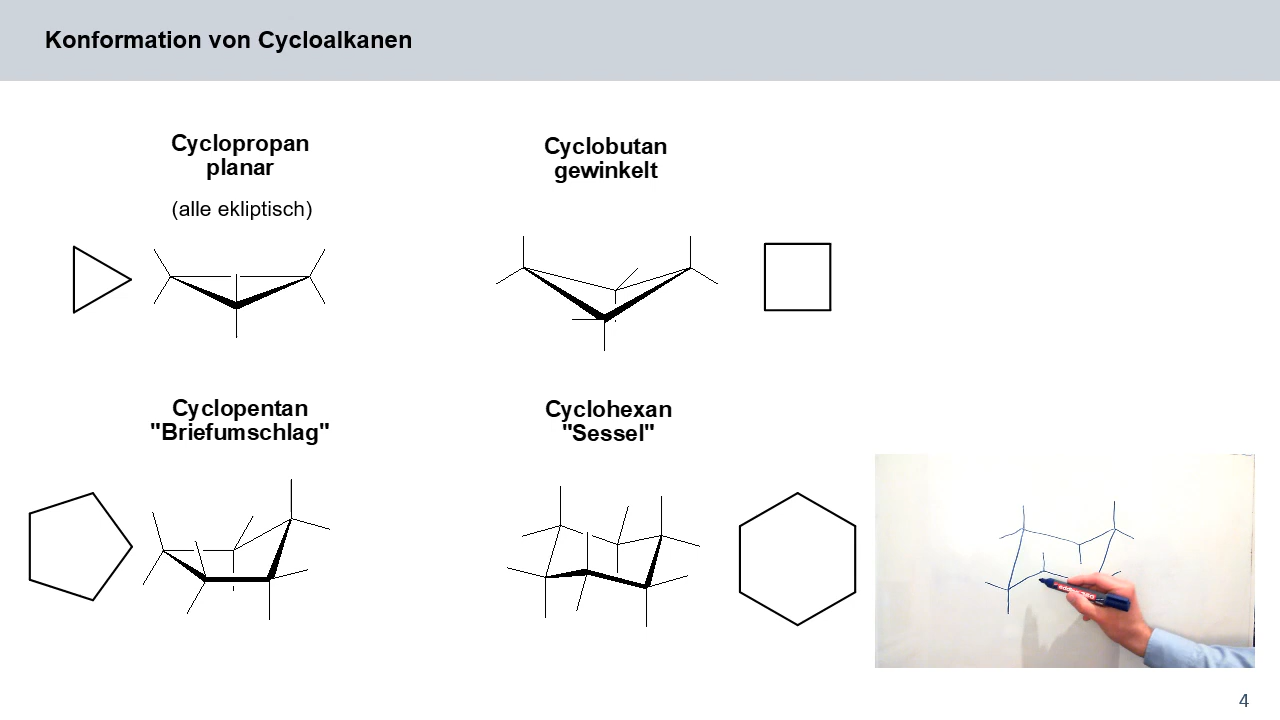 Konformation von Cycloalkanen
Cyclopropan
planar
(alle ekliptisch)
Cyclobutan
gewinkelt
Cyclopentan
"Briefumschlag"
Cyclohexan
"Sessel"
4